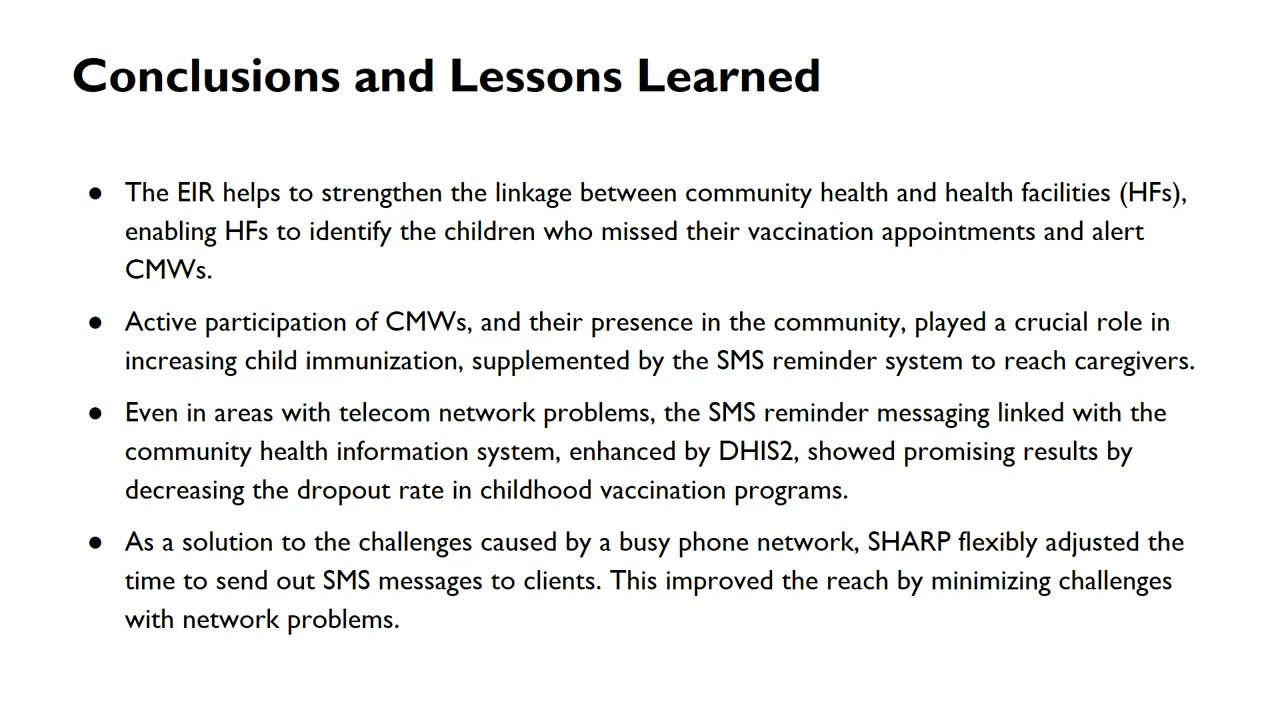 Conclusions and Lessons Learned
● The EIR helps to strengthen the linkage between community health and health facilities (HFs),
enabling HFs to identify the children who missed their vaccination appointments and alert
CMWs.
● Active participation of CMWs, and their presence in the community, played a crucial role in
increasing child immunization, supplemented by the SMS reminder system to reach caregivers.
● Even in areas with telecom network problems, the SMS reminder messaging linked with the
community health information system, enhanced by DHIS2, showed promising results by
decreasing the dropout rate in childhood vaccination programs.
● As a solution to the challenges caused by a busy phone network, SHARP flexibly adjusted the
time to send out SMS messages to clients. This improved the reach by minimizing challenges
with network problems.